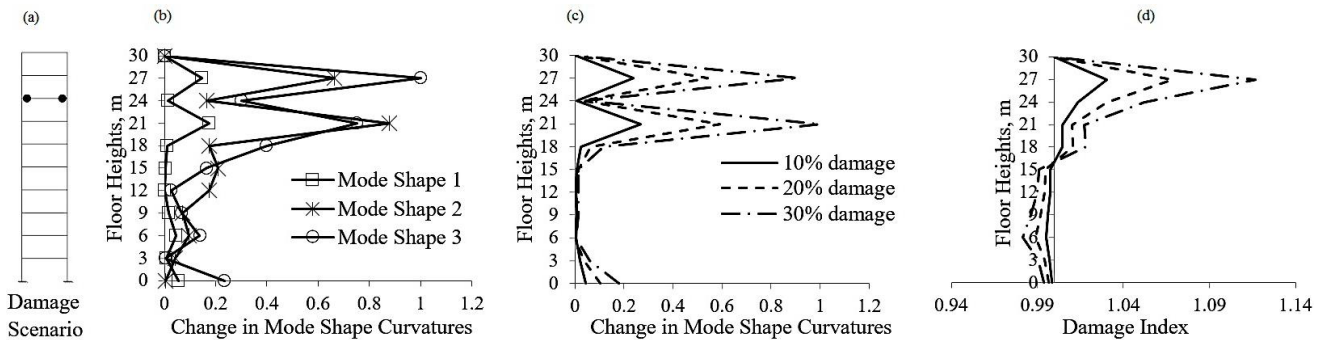 (a)
Damage
Scenario
(b)
Floor Heights, m
30
27
24
21
18
15
12
9
6
3
0
0 0.2 0.4 0.6 0.8 1 1.2
Change in Mode Shape Curvatures
Mode Shape 1
Mode Shape 2
Mode Shape 3
(c)
Floor Heights, m
30
27
24
21
18
15
12
9
6
3
0
0 0.2 0.4 0.6 0.8 1 1.2
Change in Mode Shape Curvatures
10% damage
20% damage
30% damage
(d)
Floor Heights, m
30
27
24
21
18
15
12
9
6
3
0
0.94 0.99 1.04 1.09 1.14
Damage Index